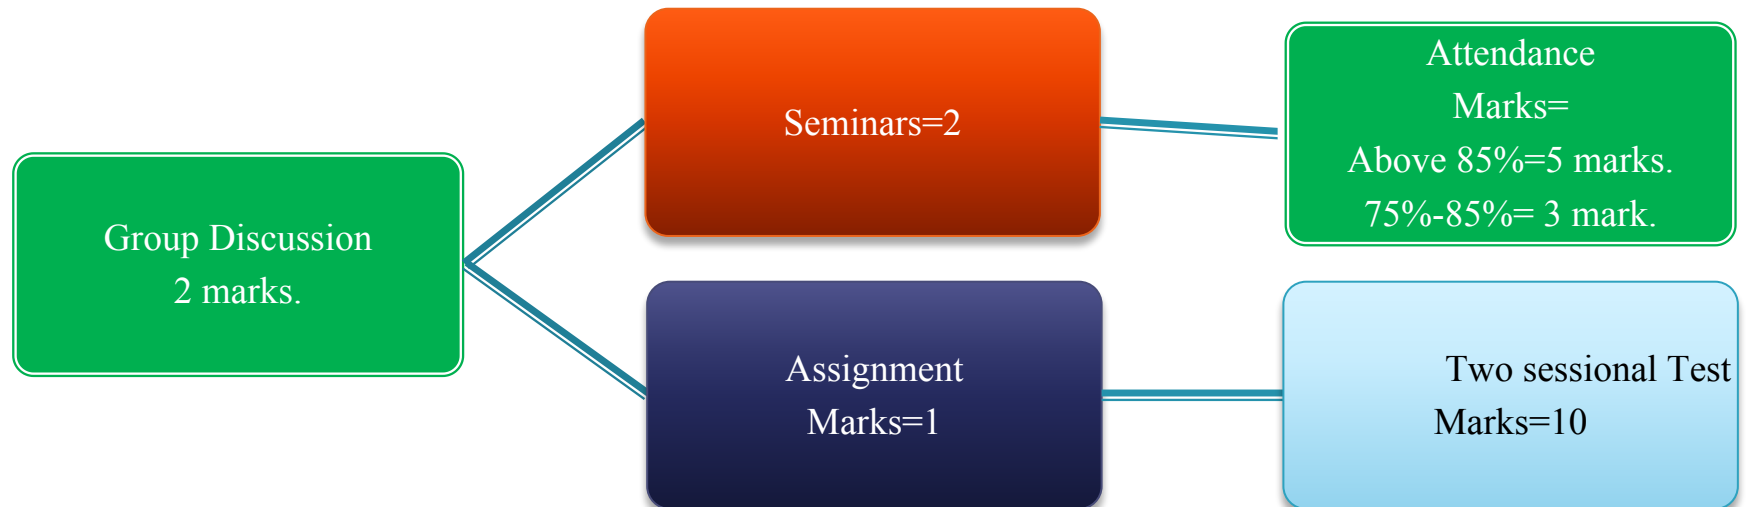 Group Discussion
2 marks.
Seminars=2
Attendance
Marks=
Above 85%=5 marks.
75%-85%= 3 mark.
Assignment
Marks=1
Two sessional Test
Marks=10